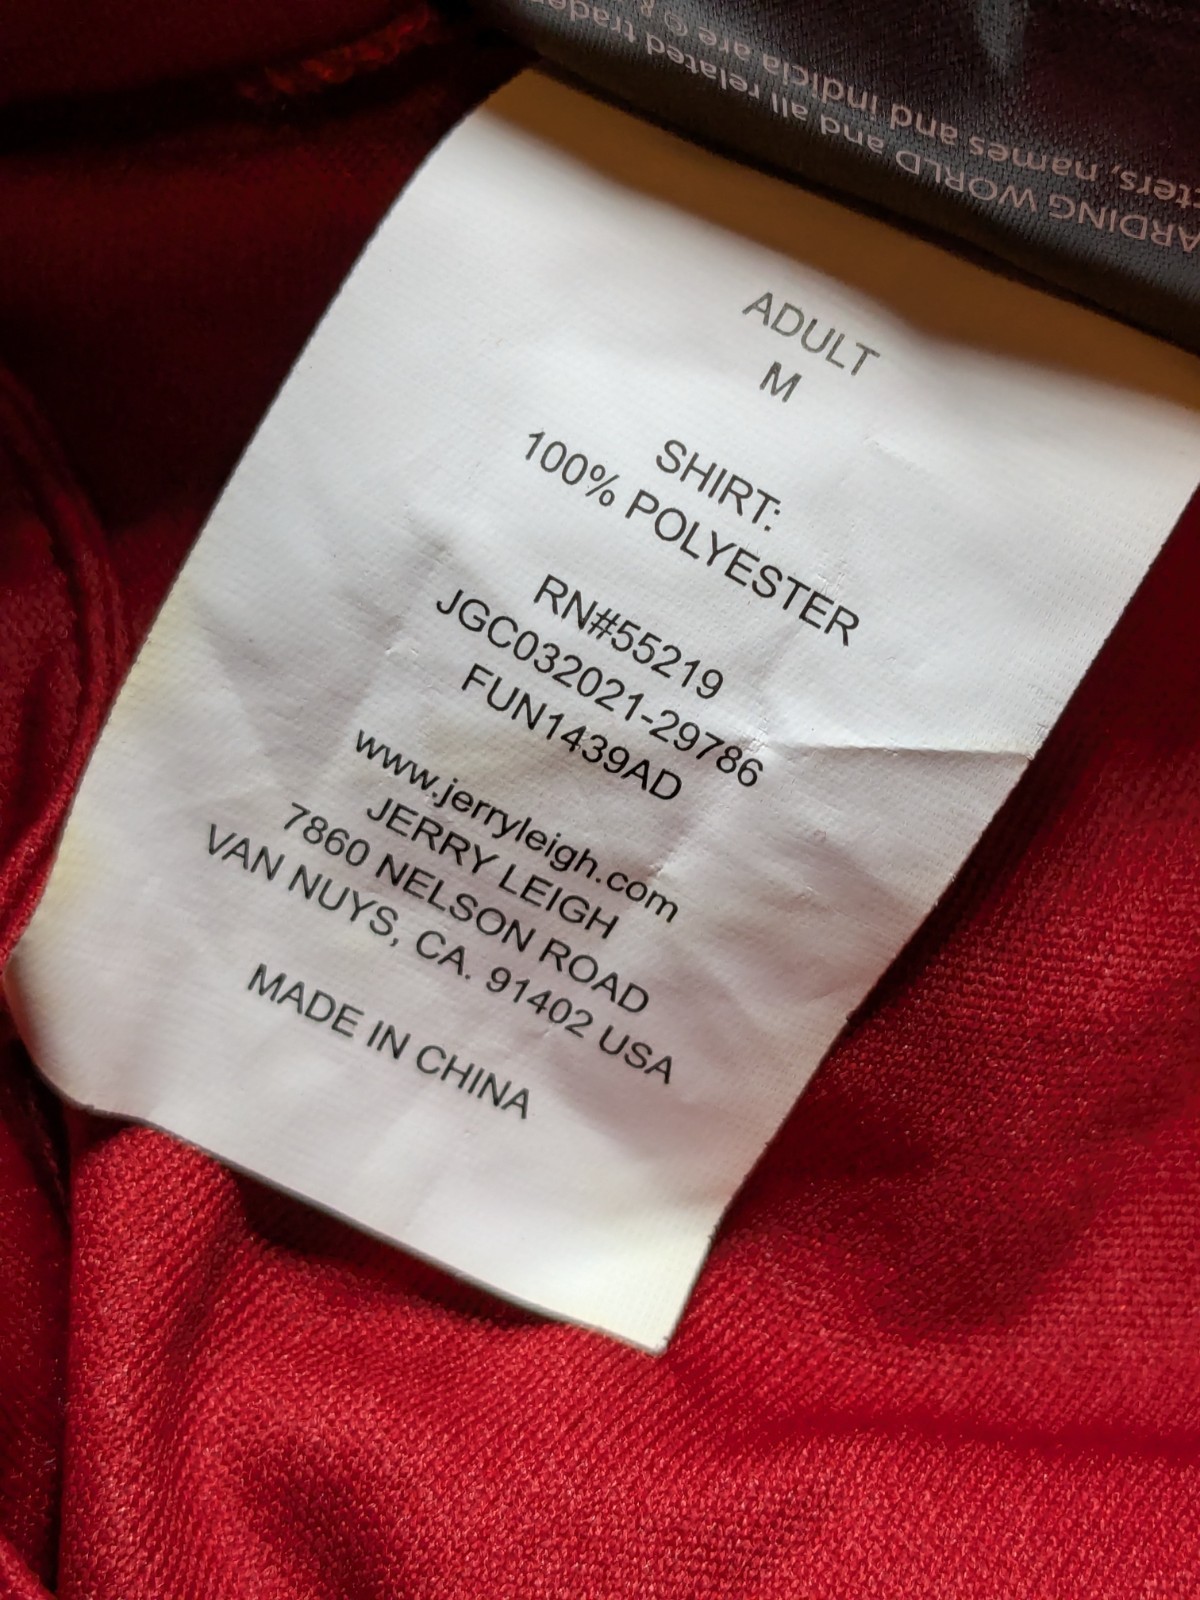 ADULT
M
SHIRT:
100% POLYESTER
RN#55219
JGC032021-29786
FUN1439AD
www.jerryleigh.com
JERRY LEIGH
7860 NELSON ROAD
VAN NUYS, CA. 91402 USA
MADE IN CHINA
ARDING WORLD and all related trade
cters, names and indicia are ©